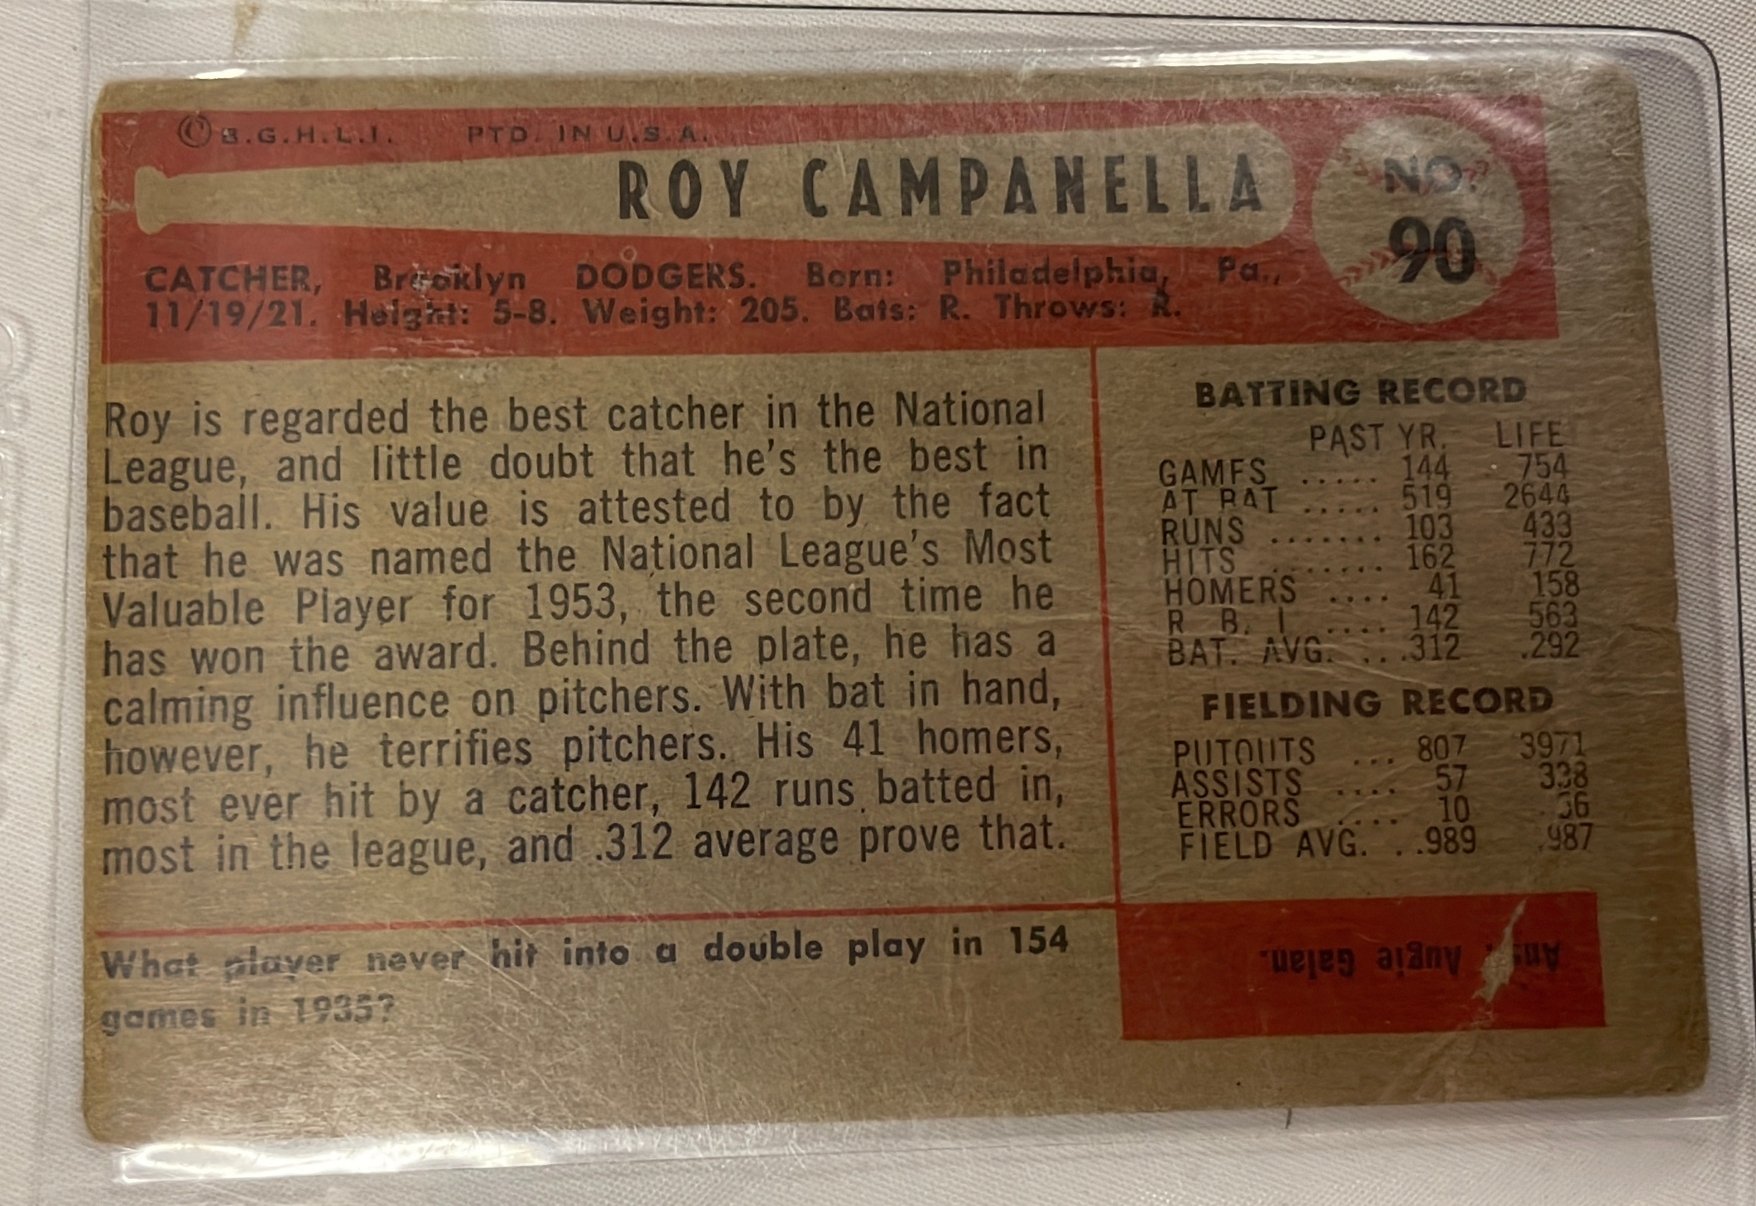 © B.G.H.L.I. PTD. IN U.S.A.
ROY CAMPANELLA
NO.
90
CATCHER, Brooklyn DODGERS. Born: Philadelphia, Pa.,
11/19/21. Height: 5-8. Weight: 205. Bats: R. Throws: R.
Roy is regarded the best catcher in the National
League, and little doubt that he's the best in
baseball. His value is attested to by the fact
that he was named the National League's Most
Valuable Player for 1953, the second time he
has won the award. Behind the plate, he has a
calming influence on pitchers. With bat in hand,
however, he terrifies pitchers. His 41 homers,
most ever hit by a catcher, 142 runs batted in,
most in the league, and .312 average prove that.
BATTING RECORD
PAST YR. LIFE
GAMES ..... 144 754
AT BAT ..... 519 2644
RUNS ....... 103 433
HITS ........ 162 772
HOMERS .... 41 158
R. B. I. .... 142 563
BAT. AVG. ...312 .292
FIELDING RECORD
PUTOUTS ... 807 3971
ASSISTS .... 57 338
ERRORS .... 10 56
FIELD AVG. ..989 .987
What player never hit into a double play in 154
games in 1935?
Ans. Augie Galan.